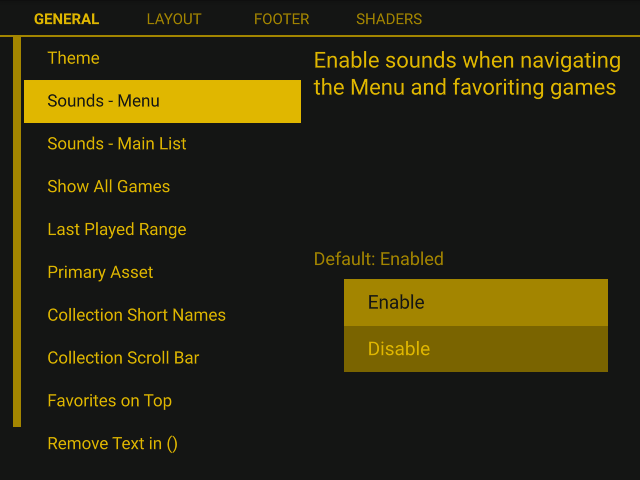 GENERAL LAYOUT FOOTER SHADERS
Theme
Sounds - Menu
Sounds - Main List
Show All Games
Last Played Range
Primary Asset
Collection Short Names
Collection Scroll Bar
Favorites on Top
Remove Text in ()
Enable sounds when navigating
the Menu and favoriting games
Default: Enabled
Enable
Disable